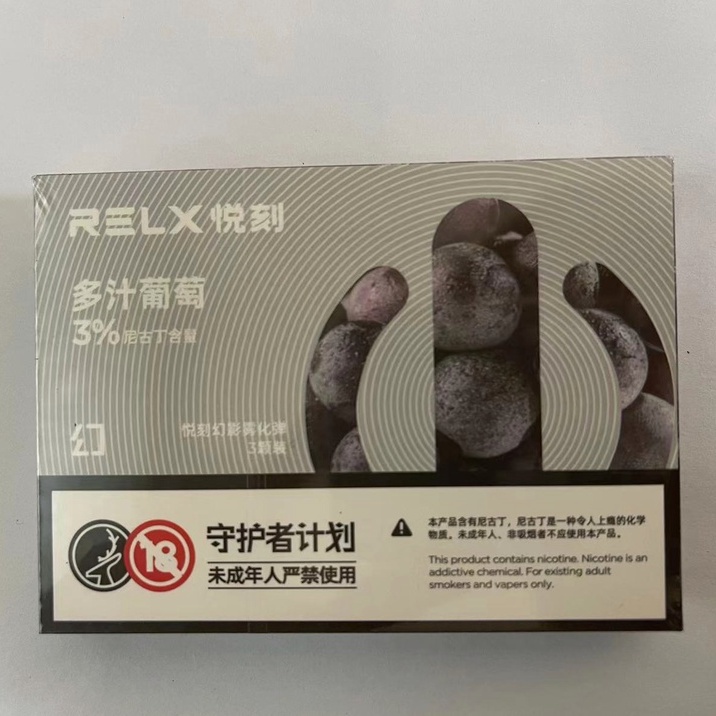 RELX 悦刻
多汁葡萄
3% 尼古丁含量
幻
悦刻幻影雾化弹
3颗装
18
守护者计划
未成年人严禁使用
本产品含有尼古丁，尼古丁是一种令人上瘾的化学
物质。未成年人、非吸烟者不应使用本产品。
This product contains nicotine. Nicotine is an
addictive chemical. For existing adult
smokers and vapers only.